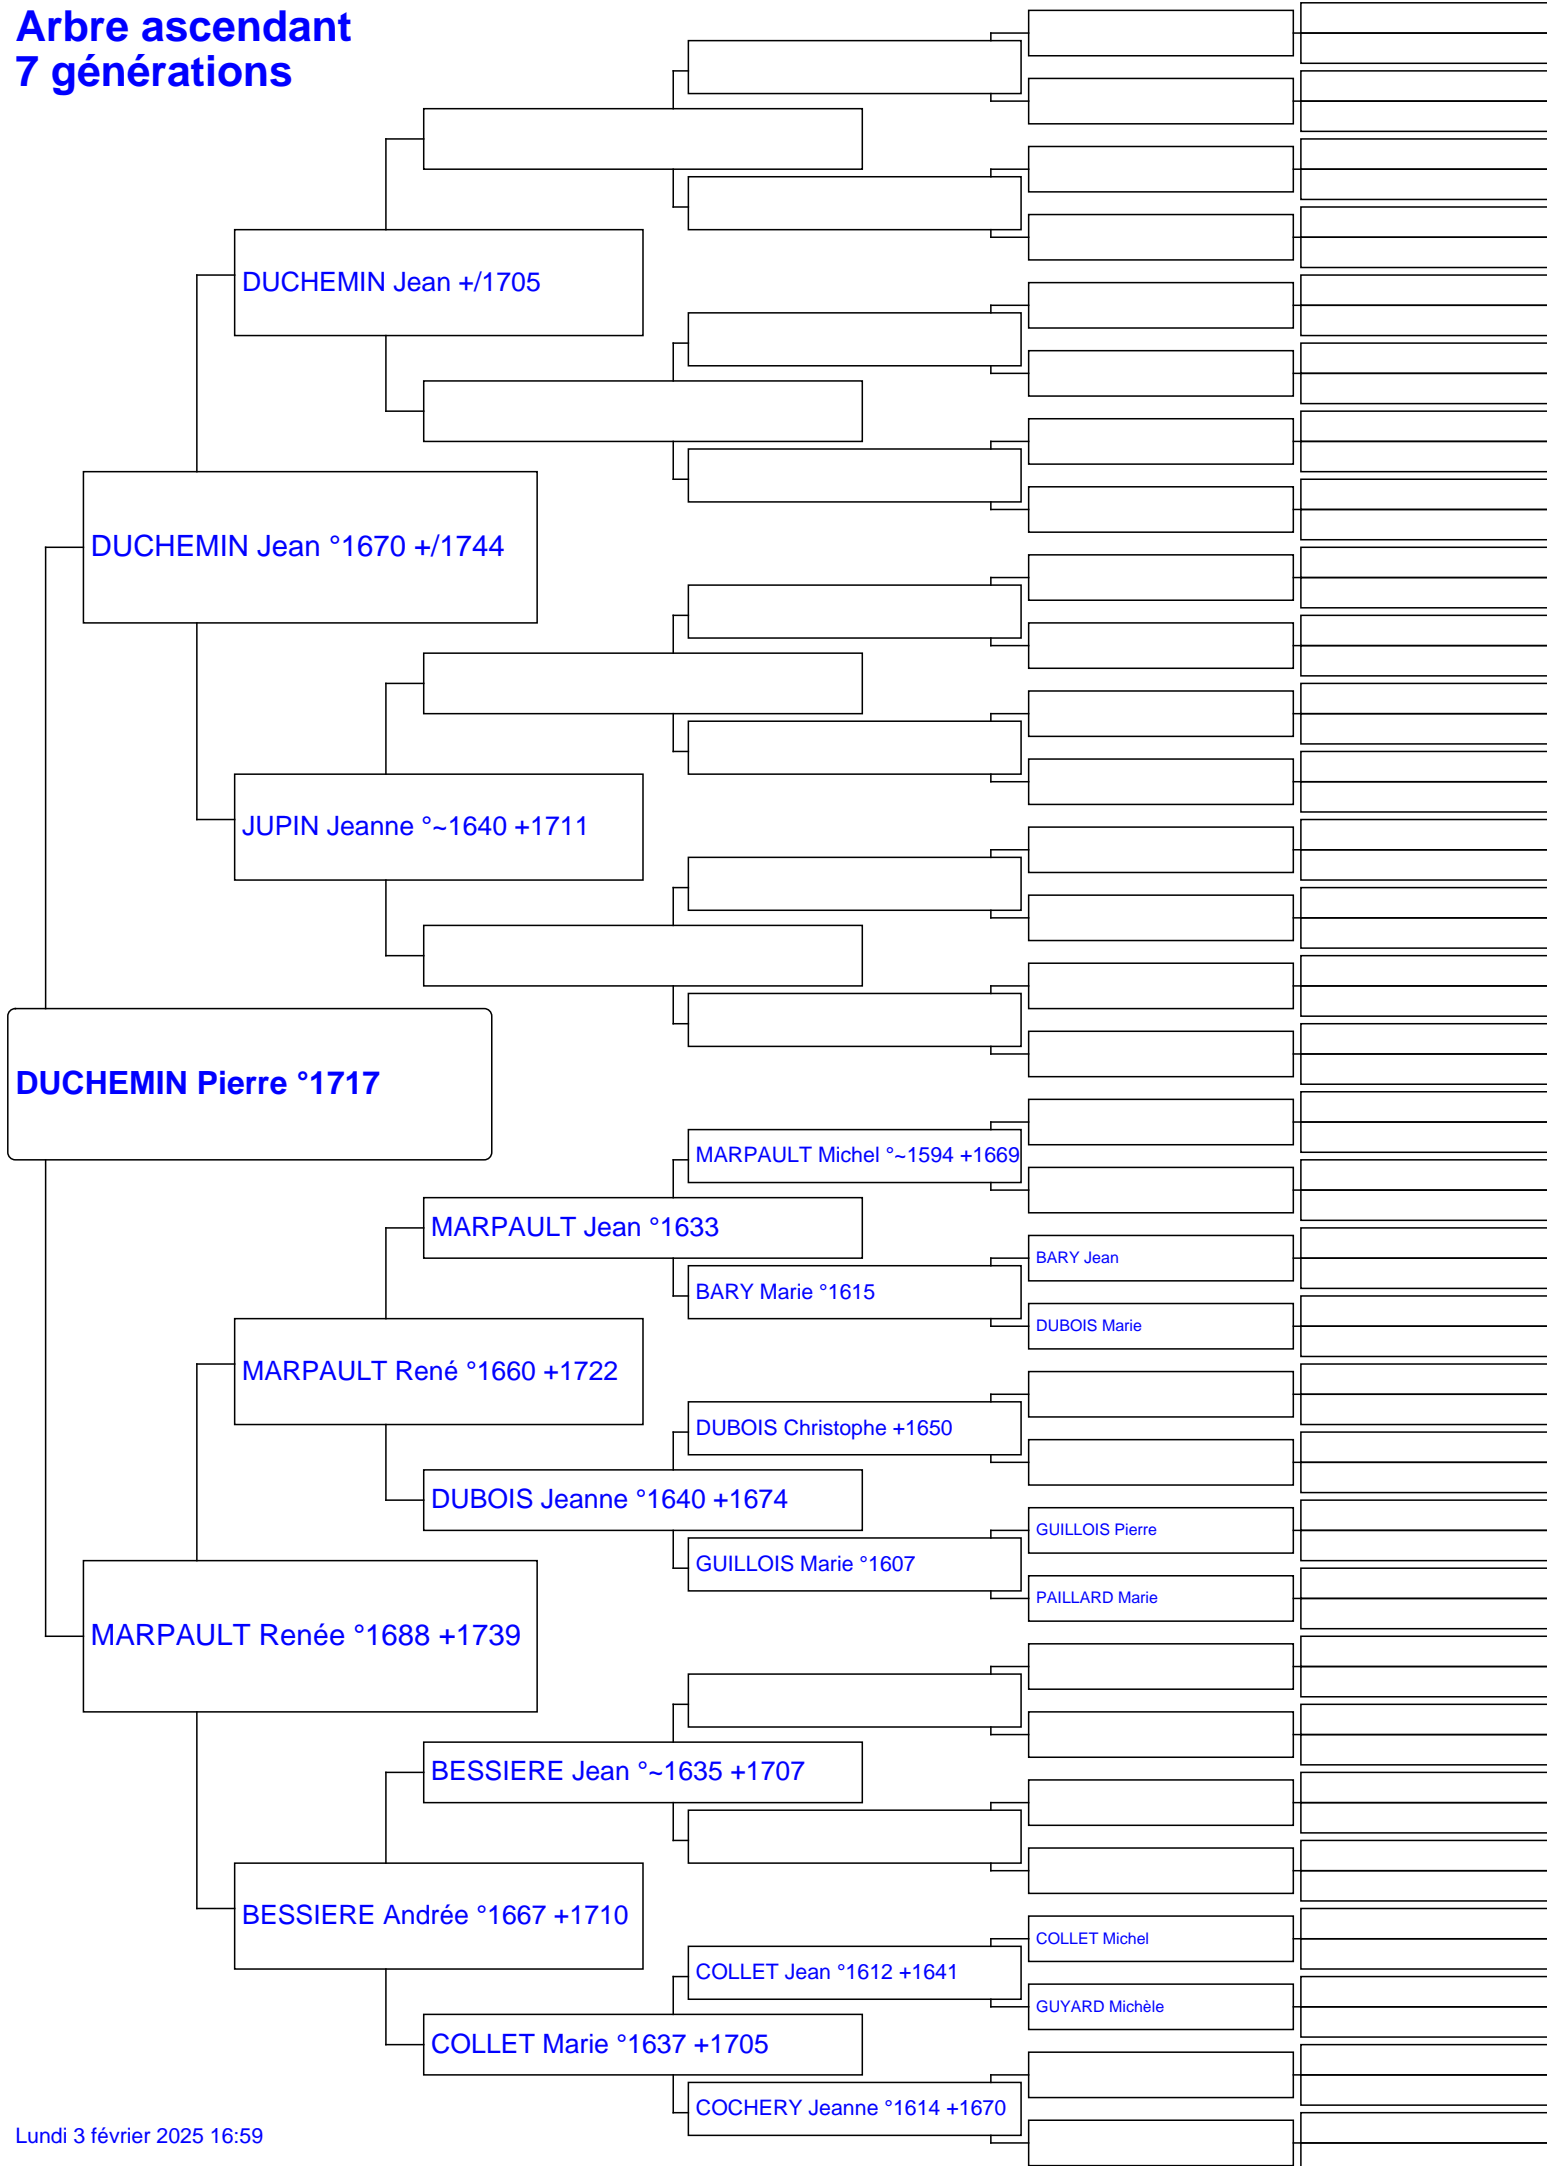 Arbre ascendant
7 générations
DUCHEMIN Jean +/1705
DUCHEMIN Jean °1670 +/1744
JUPIN Jeanne °~1640 +1711
DUCHEMIN Pierre °1717
MARPAULT Michel °~1594 +1669
MARPAULT Jean °1633
BARY Jean
BARY Marie °1615
DUBOIS Marie
MARPAULT René °1660 +1722
DUBOIS Christophe +1650
DUBOIS Jeanne °1640 +1674
GUILLOIS Pierre
GUILLOIS Marie °1607
PAILLARD Marie
MARPAULT Renée °1688 +1739
BESSIERE Jean °~1635 +1707
BESSIERE Andrée °1667 +1710
COLLET Michel
COLLET Jean °1612 +1641
GUYARD Michèle
COLLET Marie °1637 +1705
COCHERY Jeanne °1614 +1670
Lundi 3 février 2025 16:59